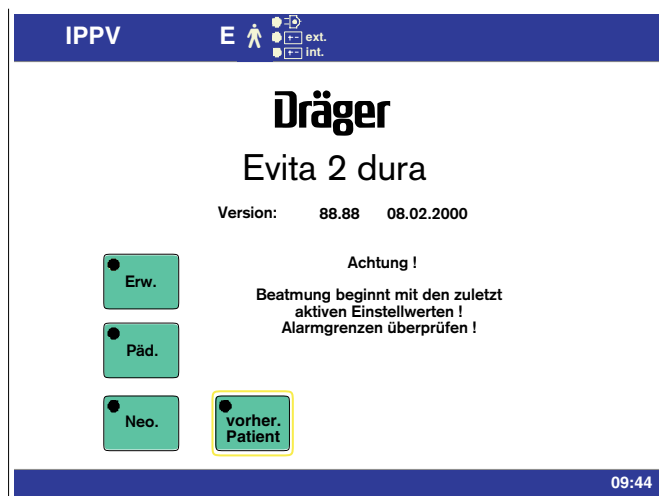 IPPV E ext.
int.
Dräger
Evita 2 dura
Version: 88.88 08.02.2000
Achtung !
Beatmung beginnt mit den zuletzt
aktiven Einstellwerten !
Alarmgrenzen überprüfen !
Erw.
Päd.
Neo.
vorher.
Patient
09:44